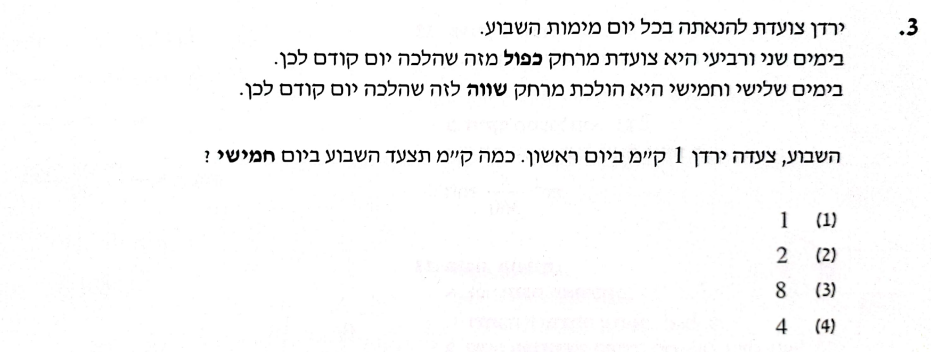 3. ירדן צועדת להנאתה בכל יום מימות השבוע.
בימים שני ורביעי היא צועדת מרחק כפול מזה שהלכה יום קודם לכן.
בימים שלישי וחמישי היא הולכת מרחק שווה לזה שהלכה יום קודם לכן.
השבוע, צעדה ירדן 1 ק״מ ביום ראשון. כמה ק״מ תצעד השבוע ביום חמישי ?
(1) 1
(2) 2
(3) 8
(4) 4